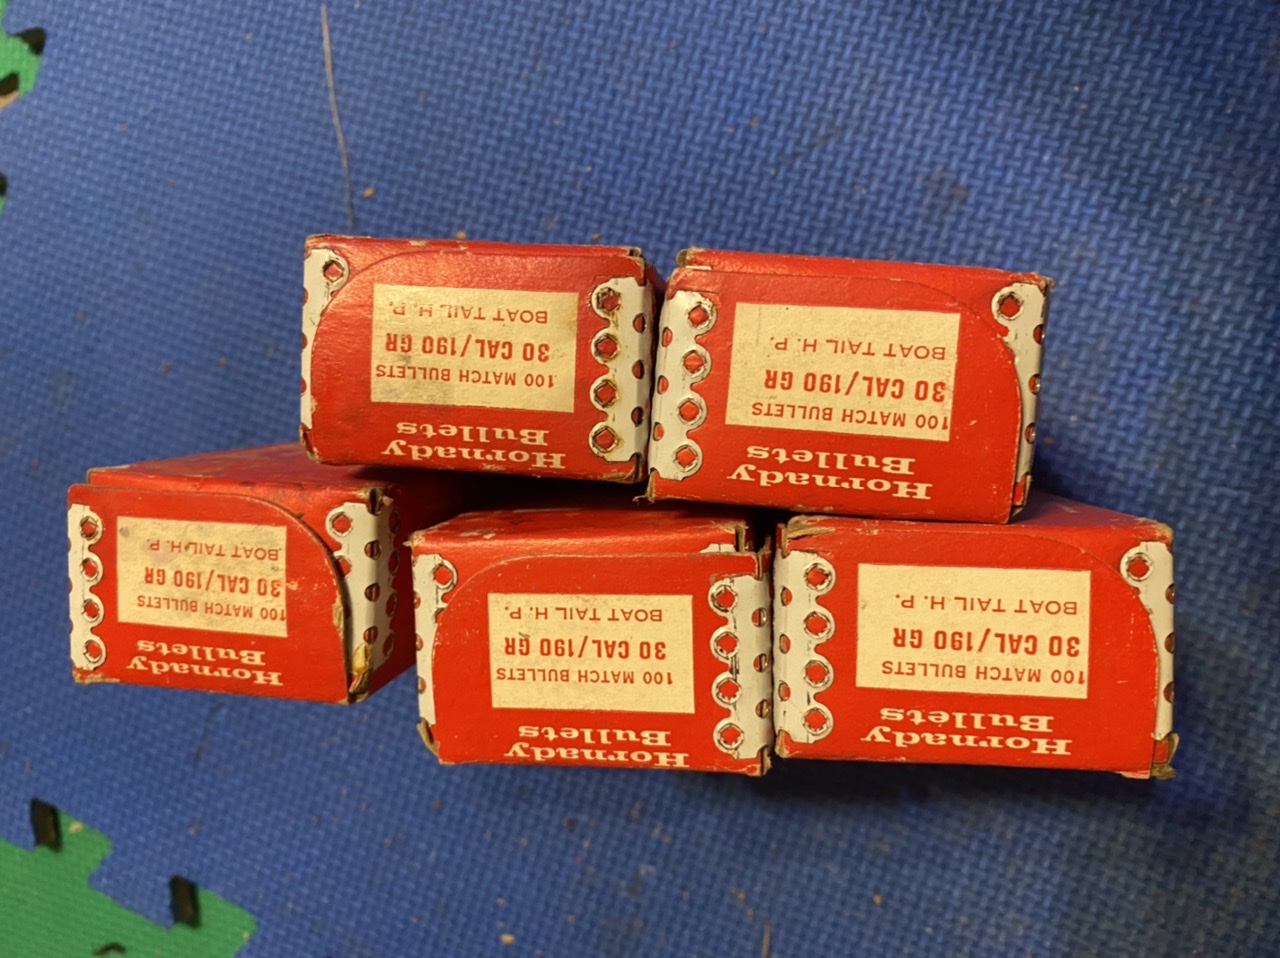 Hornady
Bullets
100 MATCH BULLETS
30 CAL/190 GR
BOAT TAIL H. P.
Hornady
Bullets
100 MATCH BULLETS
30 CAL/190 GR
BOAT TAIL H. P.
Hornady
Bullets
100 MATCH BULLETS
30 CAL/190 GR
BOAT TAIL H. P.
Hornady
Bullets
100 MATCH BULLETS
30 CAL/190 GR
BOAT TAIL H. P.
Hornady
Bullets
100 MATCH BULLETS
30 CAL/190 GR
BOAT TAIL H. P.